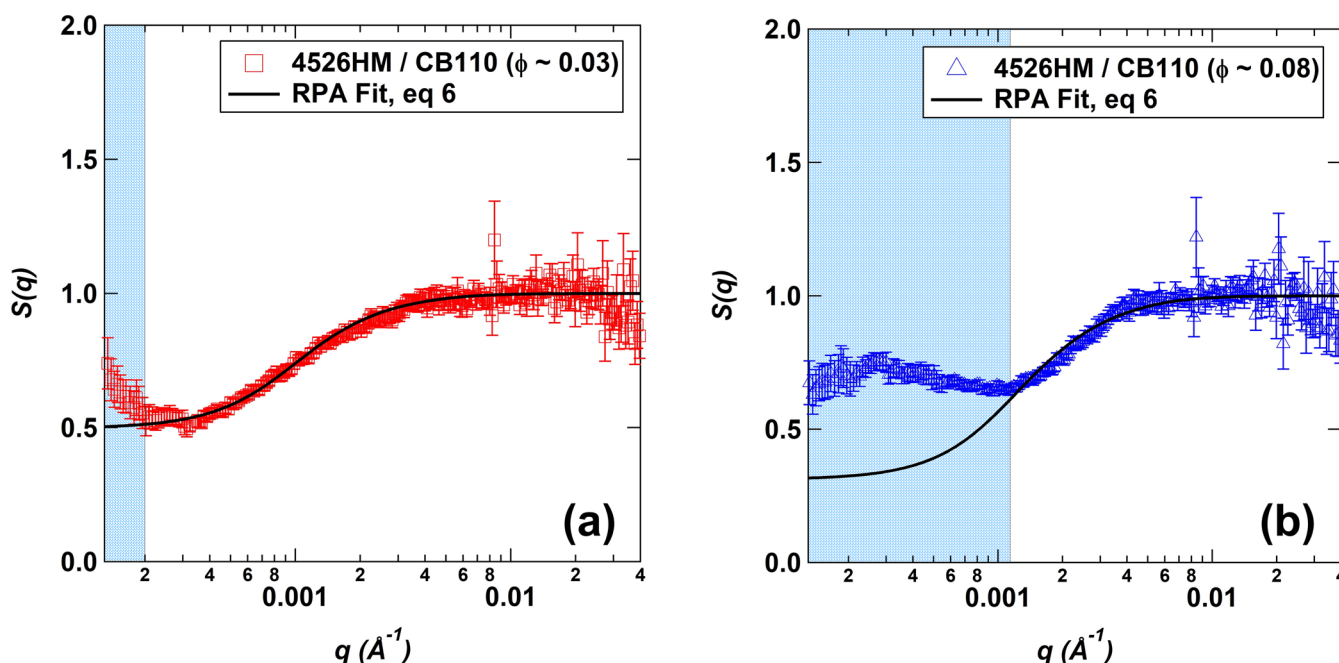 2.0
1.5
1.0
0.5
0.0
S(q)
4526HM / CB110 (ϕ ~ 0.03)
RPA Fit, eq 6
(a)
2 4 6 8 2 4 6 8 2 4
0.001 0.01
q (Å⁻¹)
2.0
1.5
1.0
0.5
0.0
S(q)
4526HM / CB110 (ϕ ~ 0.08)
RPA Fit, eq 6
(b)
2 4 6 8 2 4 6 8 2 4
0.001 0.01
q (Å⁻¹)